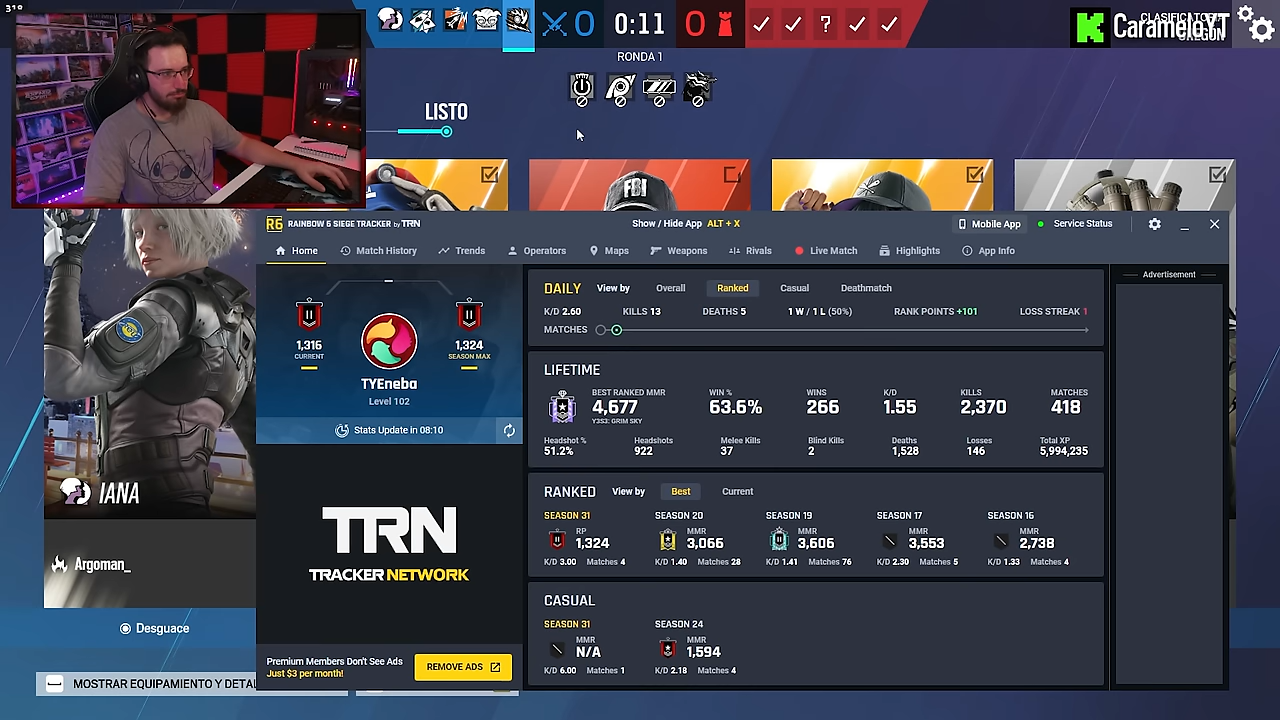 0 0:11 0
RONDA 1
CarameloYT
LISTO
FBI
R6 RAINBOW 6 SIEGE TRACKER by TRN
Show / Hide App ALT + X
Mobile App
Service Status
Home
Match History
Trends
Operators
Maps
Weapons
Rivals
Live Match
Highlights
App Info
1,316
CURRENT
1,324
SEASON MAX
TYEneba
Level 102
Stats Update in 08:10
TRN
TRACKER NETWORK
Premium Members Don't See Ads
Just $3 per month!
REMOVE ADS
DAILY View by Overall Ranked Casual Deathmatch
K/D 2.60 KILLS 13 DEATHS 5 1 W / 1 L (50%) RANK POINTS +101 LOSS STREAK 1
MATCHES
LIFETIME
BEST RANKED MMR WIN % WINS K/D KILLS MATCHES
4,677 63.6% 266 1.55 2,370 418
Y3S3: GRIM SKY
Headshot % Headshots Melee Kills Blind Kills Deaths Losses Total XP
51.2% 922 37 2 1,528 146 5,994,235
RANKED View by Best Current
SEASON 31 SEASON 20 SEASON 19 SEASON 17 SEASON 16
RP MMR MMR MMR MMR
1,324 3,066 3,606 3,553 2,738
K/D 3.00 Matches 4 K/D 1.40 Matches 28 K/D 1.41 Matches 76 K/D 2.30 Matches 5 K/D 1.33 Matches 4
CASUAL
SEASON 31 SEASON 24
MMR MMR
N/A 1,594
K/D 6.00 Matches 1 K/D 2.18 Matches 4
Advertisement
IANA
Argoman_
Desguace
MOSTRAR EQUIPAMIENTO Y DETAL